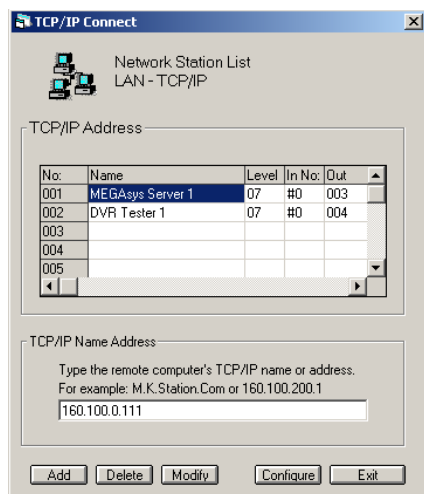 TCP/IP Connect
Network Station List
LAN - TCP/IP
TCP/IP Address
No: Name Level In No: Out
001 MEGAsys Server 1 07 #0 003
002 DVR Tester 1 07 #0 004
003
004
005
TCP/IP Name Address
Type the remote computer's TCP/IP name or address.
For example: M.K.Station.Com or 160.100.200.1
160.100.0.111
Add Delete Modify Configure Exit